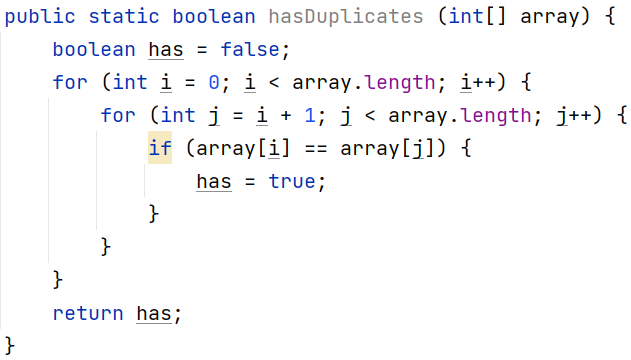 public static boolean hasDuplicates (int[] array) {
    boolean has = false;
    for (int i = 0; i < array.length; i++) {
        for (int j = i + 1; j < array.length; j++) {
            if (array[i] == array[j]) {
                has = true;
            }
        }
    }
    return has;
}